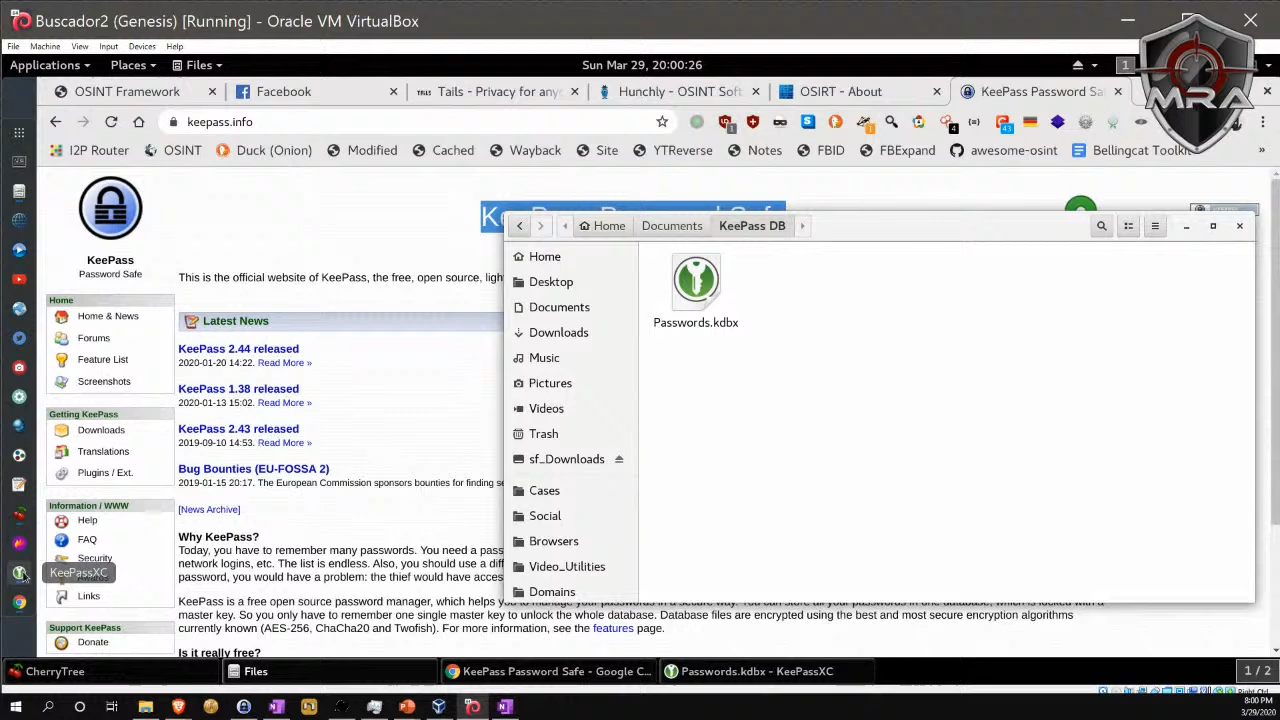 Buscador2 (Genesis) [Running] - Oracle VM VirtualBox
File Machine View Input Devices Help
Applications Places Files Sun Mar 29, 20:00:26 1
MRA
OSINT Framework Facebook Tails - Privacy for any Hunchly - OSINT Soft OSIRT - About KeePass Password Sa
keepass.info
I2P Router OSINT Duck (Onion) Modified Cached Wayback Site YTReverse Notes FBID FBExpand awesome-osint Bellingcat Toolkit »
KeePass
Password Safe
This is the official website of KeePass, the free, open source, ligh
Home
Home & News
Forums
Feature List
Screenshots
Getting KeePass
Downloads
Translations
Plugins / Ext.
Information / WWW
Help
FAQ
Security
Links
Support KeePass
Donate
KeePassXC
Latest News
KeePass 2.44 released
2020-01-20 14:22. Read More »
KeePass 1.38 released
2020-01-13 15:02. Read More »
KeePass 2.43 released
2019-09-10 14:53. Read More »
Bug Bounties (EU-FOSSA 2)
2019-01-15 20:17. The European Commission sponsors bounties for finding se
[News Archive]
Why KeePass?
Today, you have to remember many passwords. You need a pass
network logins, etc. The list is endless. Also, you should use a diff
password, you would have a problem: the thief would have acces
KeePass is a free open source password manager, which helps you to manage your passwords in a secure way. You can store all your passwords in one database, which is locked with a
master key. So you only have to remember one single master key to unlock the whole database. Database files are encrypted using the best and most secure encryption algorithms
currently known (AES-256, ChaCha20 and Twofish). For more information, see the features page.
Is it really free?
Home Documents KeePass DB
Home
Desktop
Documents
Downloads
Music
Pictures
Videos
Trash
sf_Downloads
Cases
Social
Browsers
Video_Utilities
Domains
Passwords.kdbx
CherryTree Files KeePass Password Safe - Google C... Passwords.kdbx - KeePassXC 1 / 2
Right Ctrl
8:00 PM
3/29/2020